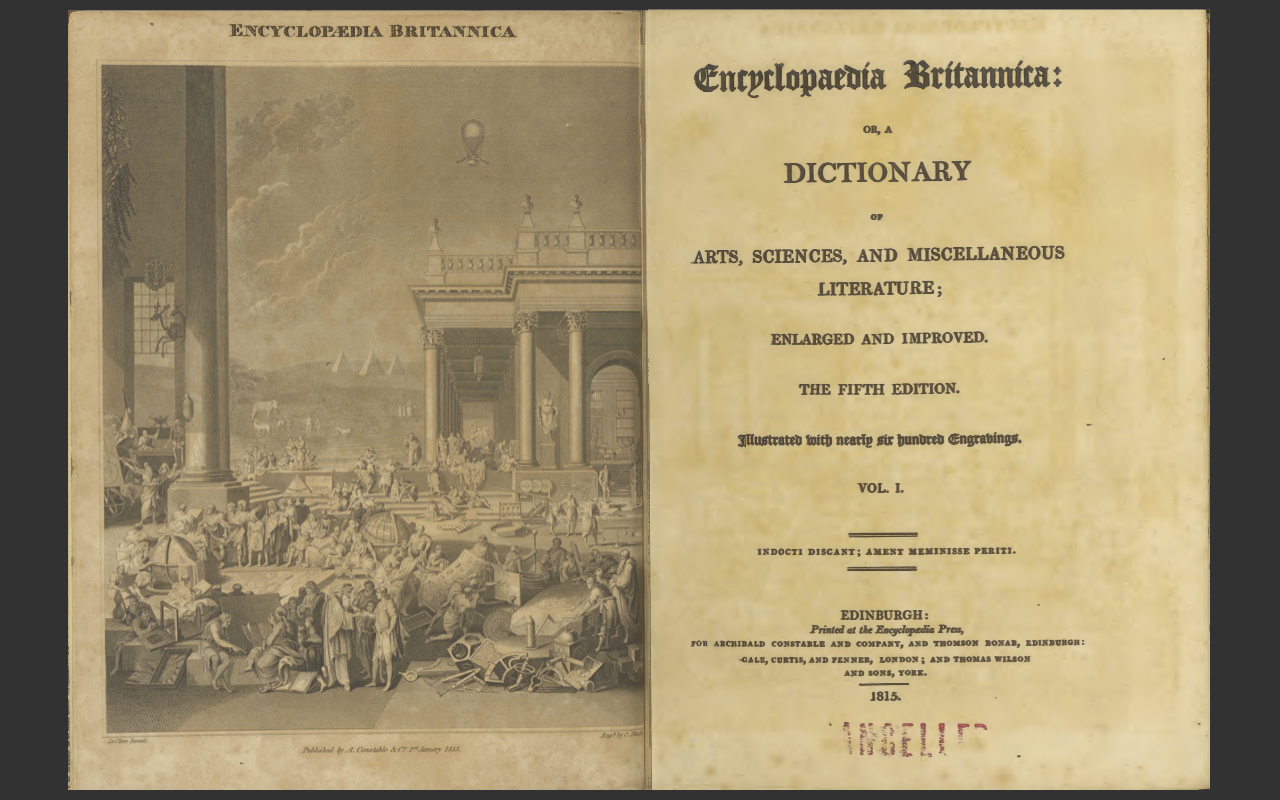 ENCYCLOPÆDIA BRITANNICA
Published by A. Constable & Co. 1st January 1815.
Encyclopaedia Britannica:
OR, A
DICTIONARY
OF
ARTS, SCIENCES, AND MISCELLANEOUS
LITERATURE;
ENLARGED AND IMPROVED.
THE FIFTH EDITION.
Illustrated with nearly six hundred Engravings.
VOL. I.
INDOCTI DISCANT; AMENT MEMINISSE PERITI.
EDINBURGH:
Printed at the Encyclopædia Press,
FOR ARCHIBALD CONSTABLE AND COMPANY, AND THOMSON BONAR, EDINBURGH:
GALE, CURTIS, AND FENNER, LONDON; AND THOMAS WILSON
AND SONS, YORK.
1815.